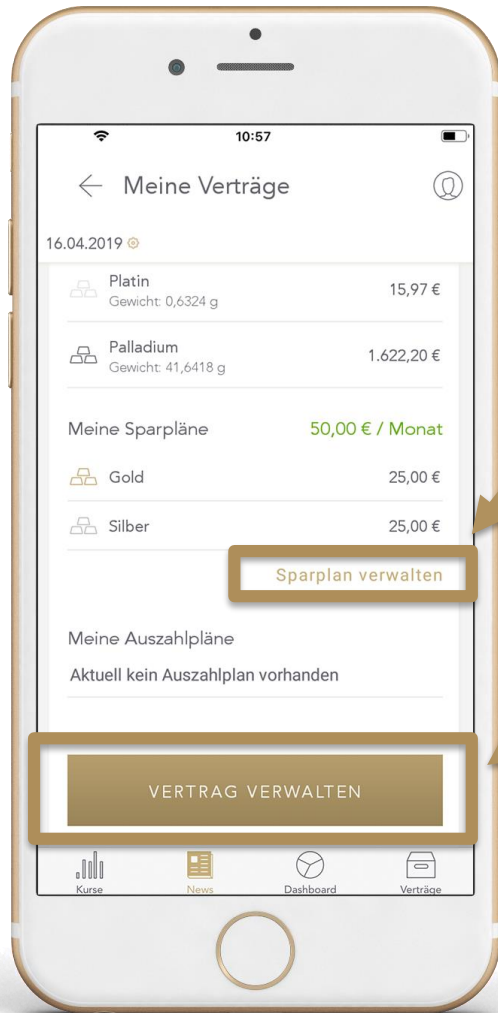 10:57
Meine Verträge
16.04.2019
Platin
15,97 €
Gewicht: 0,6324 g
Palladium
1.622,20 €
Gewicht: 41,6418 g
Meine Sparpläne 50,00 € / Monat
Gold 25,00 €
Silber 25,00 €
Sparplan verwalten
Meine Auszahlpläne
Aktuell kein Auszahlplan vorhanden
VERTRAG VERWALTEN
Kurse News Dashboard Verträge